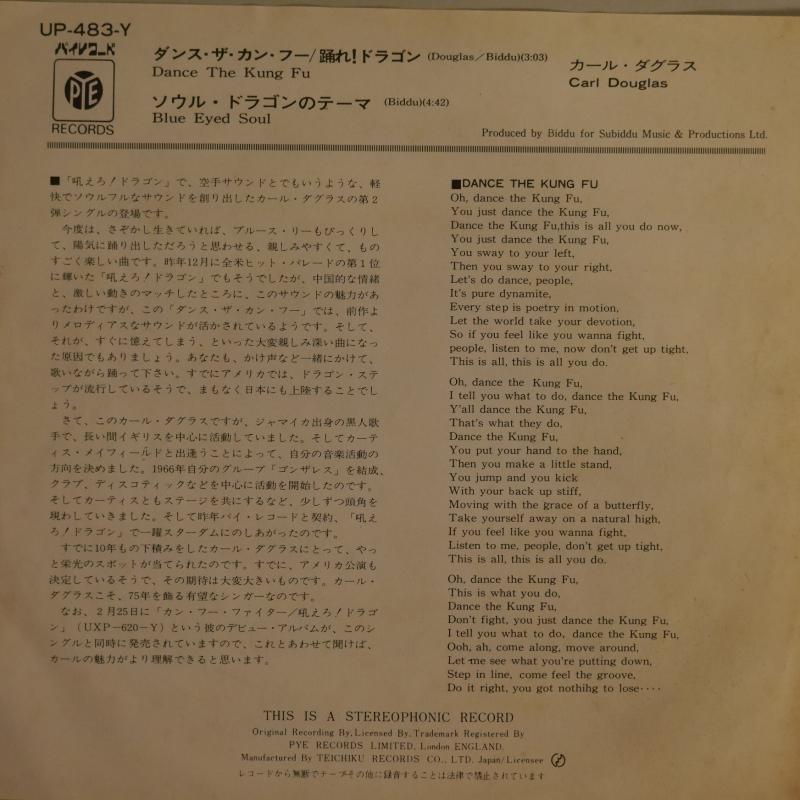 UP-483-Y
パイレコード
PYE
RECORDS
ダンス・ザ・カン・フー/踊れ!ドラゴン (Douglas/Biddu)(3:03)
Dance The Kung Fu
ソウル・ドラゴンのテーマ (Biddu)(4:42)
Blue Eyed Soul
カール・ダグラス
Carl Douglas
Produced by Biddu for Subiddu Music & Productions Ltd.
■「吼えろ!ドラゴン」で、空手サウンドとでもいうような、軽
快でソウルフルなサウンドを創り出したカール・ダグラスの第2
弾シングルの登場です。
今度は、さぞかし生きていれば、ブルース・リーもびっくりし
て、陽気に踊り出しただろうと思わせる、親しみやすくて、もの
すごく楽しい曲です。昨年12月に全米ヒット・パレードの第1位
に輝いた「吼えろ!ドラゴン」でもそうでしたが、中国的な情緒
と、激しい動きのマッチしたところに、このサウンドの魅力があ
ったわけですが、この「ダンス・ザ・カン・フー」では、前作よ
りメロディアスなサウンドが活かされているようです。そして、
それが、すぐに憶えてしまう、といった大変親しみ深い曲になっ
た原因でもありましょう。あなたも、かけ声など一緒にかけて、
歌いながら踊って下さい。すでにアメリカでは、ドラゴン・ステ
ップが流行しているそうで、まもなく日本にも上陸することでし
ょう。
さて、このカール・ダグラスですが、ジャマイカ出身の黒人歌
手で、長い間イギリスを中心に活動していました。そしてカーテ
ィス・メイフィールドと出逢うことによって、自分の音楽活動の
方向を決めました。1966年自分のグループ「ゴンザレス」を結成、
クラブ、ディスコティックなどを中心に活動を開始したのです。
そしてカーティスともステージを共にするなど、少しずつ頭角を
現わしていきました。そして昨年パイ・レコードと契約、「吼え
ろ!ドラゴン」で一躍スターダムにのしあがったのです。
すでに10年もの下積みをしたカール・ダグラスにとって、やっ
と栄光のスポットが当てられたのです。すでに、アメリカ公演も
決定しているそうで、その期待は大変大きいものです。カール・
ダグラスこそ、75年を飾る有望なシンガーなのです。
なお、2月25日に「カン・フー・ファイター/吼えろ!ドラゴ
ン」(UXP-620-Y)という彼のデビュー・アルバムが、このシ
ングルと同時に発売されていますので、これとあわせて聞けば、
カールの魅力がより理解できると思います。
■DANCE THE KUNG FU
Oh, dance the Kung Fu,
You just dance the Kung Fu,
Dance the Kung Fu,this is all you do now,
You just dance the Kung Fu,
You sway to your left,
Then you sway to your right,
Let's do dance, people,
It's pure dynamite,
Every step is poetry in motion,
Let the world take your devotion,
So if you feel like you wanna fight,
people, listen to me, now don't get up tight,
This is all, this is all you do.
Oh, dance the Kung Fu,
I tell you what to do, dance the Kung Fu,
Y'all dance the Kung Fu,
That's what they do,
Dance the Kung Fu,
You put your hand to the hand,
Then you make a little stand,
You jump and you kick
With your back up stiff,
Moving with the grace of a butterfly,
Take yourself away on a natural high,
If you feel like you wanna fight,
Listen to me, people, don't get up tight,
This is all, this is all you do.
Oh, dance the Kung Fu,
This is what you do,
Dance the Kung Fu,
Don't fight, you just dance the Kung Fu,
I tell you what to do, dance the Kung Fu,
Ooh, ah, come along, move around,
Let me see what you're putting down,
Step in line, come feel the groove,
Do it right, you got nothihg to lose····
THIS IS A STEREOPHONIC RECORD
Original Recording By, Licensed By, Trademark Registered By
PYE RECORDS LIMITED, London ENGLAND.
Manufactured By TEICHIKU RECORDS CO., LTD. Japan/Licensee
レコードから無断でテープその他に録音することは法律で禁止されています